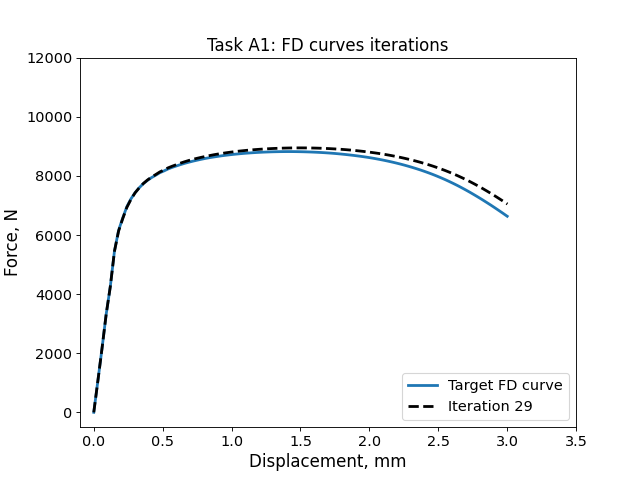 Task A1: FD curves iterations
12000
10000
8000
6000
4000
2000
0
Force, N
0.0 0.5 1.0 1.5 2.0 2.5 3.0 3.5
Displacement, mm
Target FD curve
Iteration 29